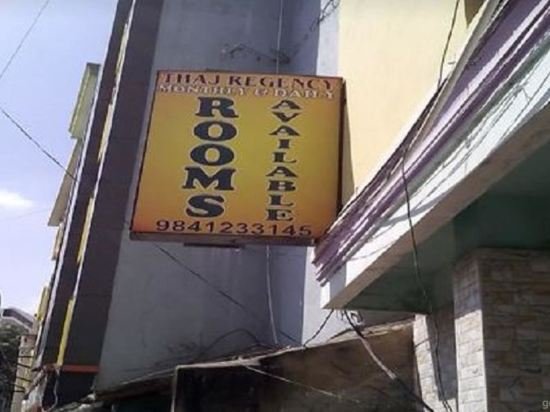 THAJ REGENCY
MONTHLY & DAILY
ROOMS
AVAILABLE
9841233145